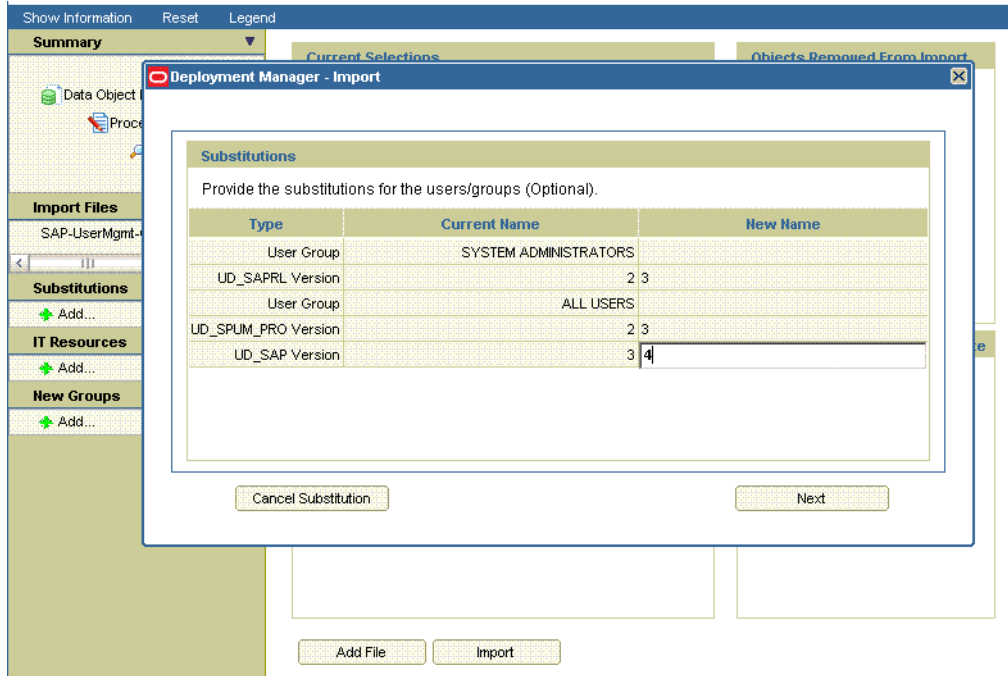 Show Information Reset Legend
Summary
Current Selections
Objects Removed From Import
Deployment Manager - Import
Data Object
Proce
Substitutions
Provide the substitutions for the users/groups (Optional).
Type Current Name New Name
User Group SYSTEM ADMINISTRATORS
UD_SAPRL Version 2 3
User Group ALL USERS
UD_SPUM_PRO Version 2 3
UD_SAP Version 3 4
Import Files
SAP-UserMgmt-
Substitutions
Add...
IT Resources
Add...
New Groups
Add...
Cancel Substitution Next
Add File Import